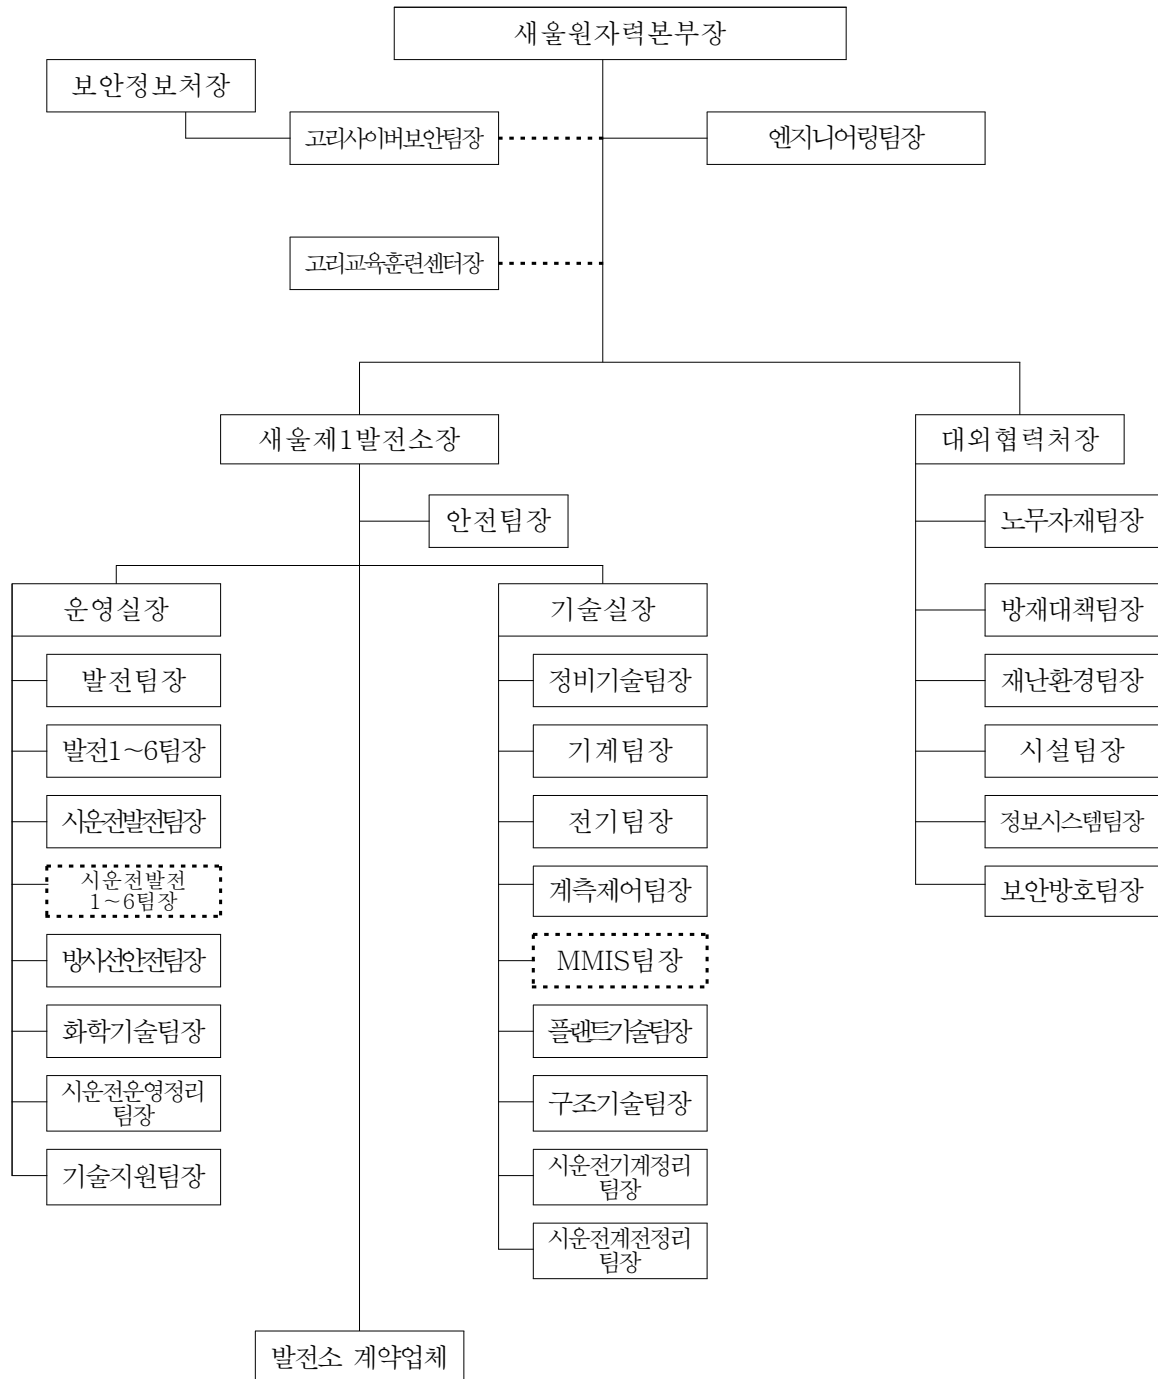 새울원자력본부장
보안정보처장
고리사이버보안팀장
엔지니어링팀장
고리교육훈련센터장
새울제1발전소장
대외협력처장
안전팀장
노무자재팀장
운영실장
기술실장
방재대책팀장
발전팀장
정비기술팀장
재난환경팀장
발전1~6팀장
기계팀장
시설팀장
시운전발전팀장
전기팀장
정보시스템팀장
시운전발전
1~6팀장
계측제어팀장
보안방호팀장
방사선안전팀장
MMIS팀장
화학기술팀장
플랜트기술팀장
시운전운영정리
팀장
구조기술팀장
기술지원팀장
시운전기계정리
팀장
시운전계전정리
팀장
발전소 계약업체